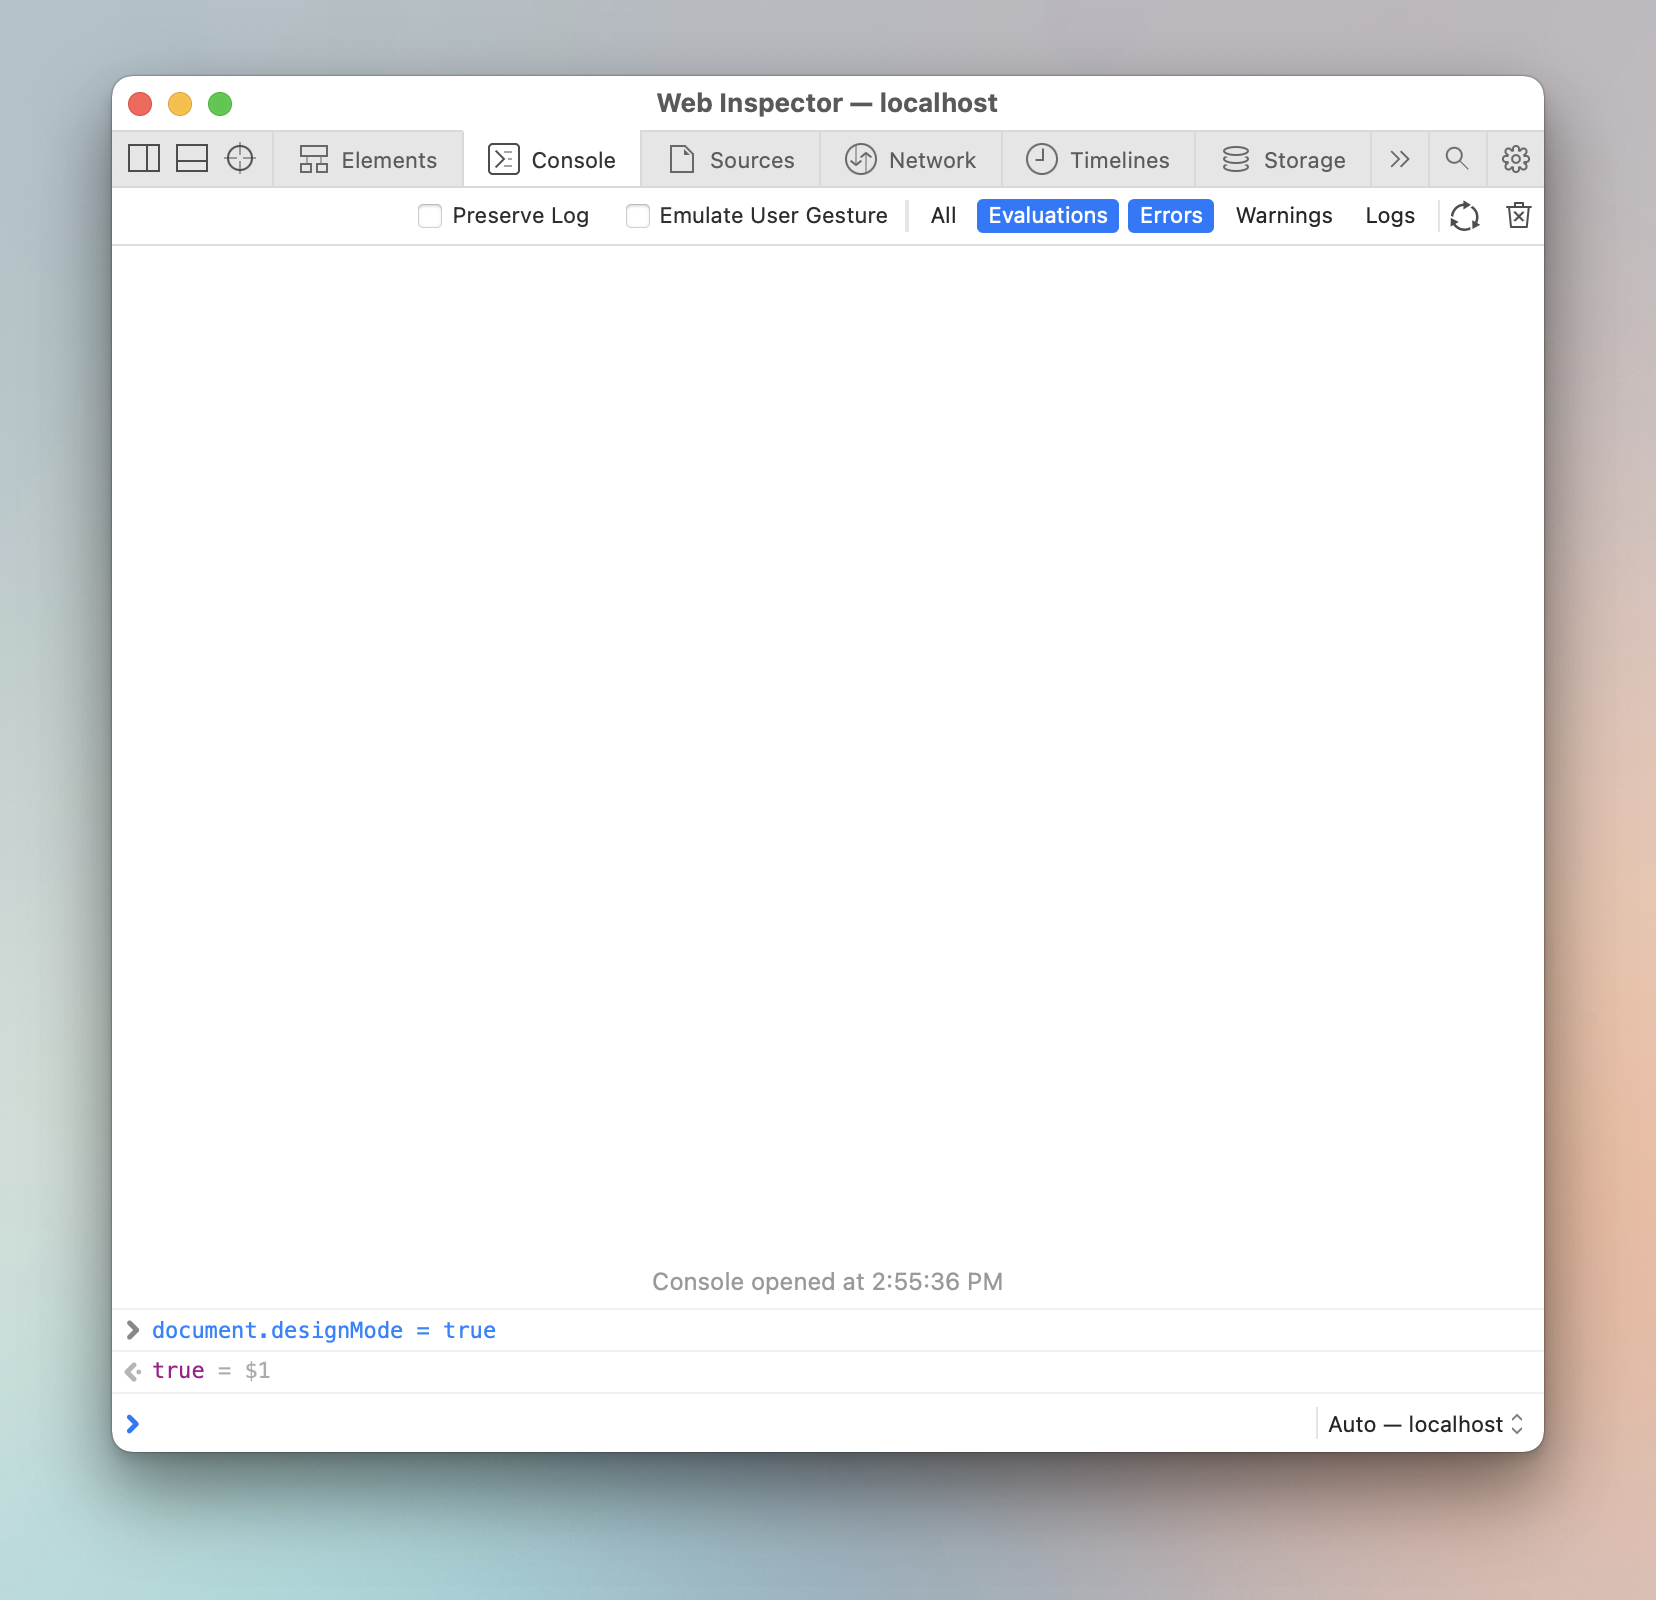 Web Inspector — localhost
Elements Console Sources Network Timelines Storage
Preserve Log Emulate User Gesture All Evaluations Errors Warnings Logs
Console opened at 2:55:36 PM
document.designMode = true
true = $1
Auto — localhost